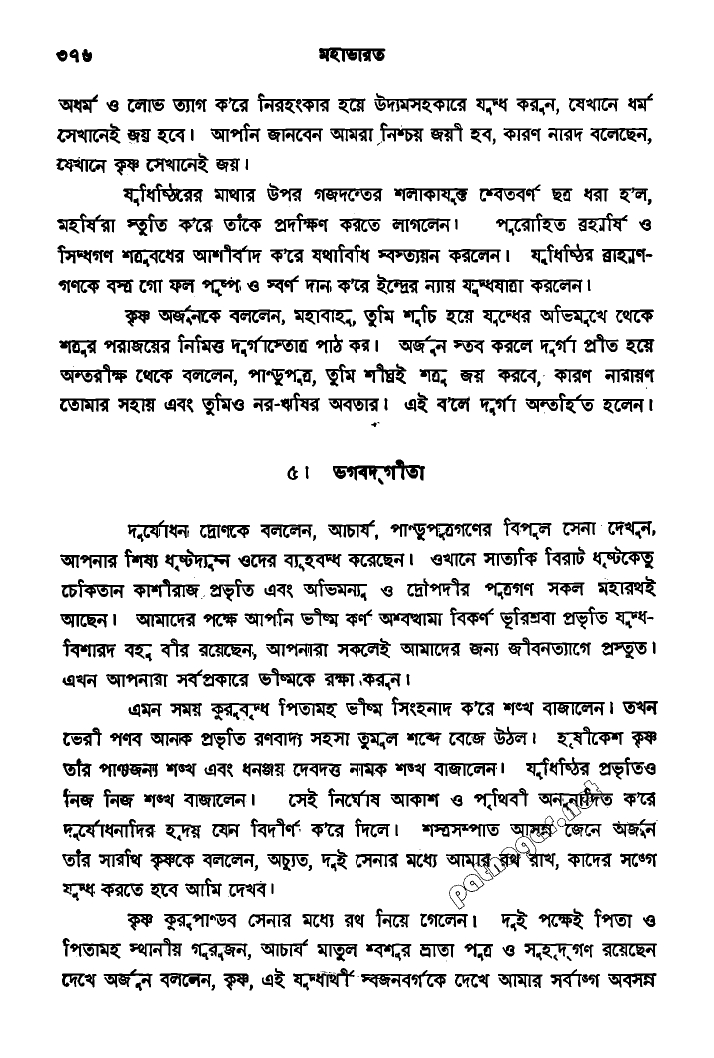 ৩৭৬ মহাভারত
অধর্ম ও লোভ ত্যাগ ক'রে নিরহংকার হয়ে উদ্যমসহকারে যুদ্ধ করুন, যেখানে ধর্ম
সেখানেই জয় হবে। আপনি জানবেন আমরা নিশ্চয় জয়ী হব, কারণ নারদ বলেছেন,
যেখানে কৃষ্ণ সেখানেই জয়।
যুধিষ্ঠিরের মাথার উপর গজদন্তের শলাকাযুক্ত শ্বেতবর্ণ ছত্র ধরা হ'ল,
মহর্ষিরা স্তুতি ক'রে তাঁকে প্রদক্ষিণ করতে লাগলেন। পুরোহিত ব্রহ্মর্ষি ও
সিদ্ধগণ শত্রুবধের আশীর্বাদ ক'রে যথাবিধি স্বস্ত্যয়ন করলেন। যুধিষ্ঠির ব্রাহ্মণ-
গণকে বস্ত্র গো ফল পুষ্প ও স্বর্ণ দান ক'রে ইন্দ্রের ন্যায় যুদ্ধযাত্রা করলেন।
কৃষ্ণ অর্জুনকে বললেন, মহাবাহু, তুমি শুচি হয়ে যুদ্ধের অভিমুখে থেকে
শত্রুর পরাজয়ের নিমিত্ত দুর্গাস্তোত্র পাঠ কর। অর্জুন স্তব করলে দুর্গা প্রীত হয়ে
অন্তরীক্ষ থেকে বললেন, পাণ্ডুপুত্র, তুমি শীঘ্রই শত্রু জয় করবে, কারণ নারায়ণ
তোমার সহায় এবং তুমিও নর-ঋষির অবতার। এই ব'লে দুর্গা অন্তর্হিত হলেন।
৫। ভগবদ্‌গীতা
দুর্যোধন দ্রোণকে বললেন, আচার্য, পাণ্ডুপুত্রগণের বিপুল সেনা দেখুন,
আপনার শিষ্য ধৃষ্টদ্যুম্ন ওদের ব্যূহবদ্ধ করেছেন। ওখানে সাত্যকি বিরাট ধৃষ্টকেতু
চেকিতান কাশীরাজ প্রভৃতি এবং অভিমন্যু ও দ্রৌপদীর পুত্রগণ সকল মহারথই
আছেন। আমাদের পক্ষে আপনি ভীষ্ম কর্ণ অশ্বত্থামা বিকর্ণ ভূরিশ্রবা প্রভৃতি যুদ্ধ-
বিশারদ বহু বীর রয়েছেন, আপনারা সকলেই আমাদের জন্য জীবনত্যাগে প্রস্তুত।
এখন আপনারা সর্বপ্রকারে ভীষ্মকে রক্ষা করুন।
এমন সময় কুরুবৃদ্ধ পিতামহ ভীষ্ম সিংহনাদ ক'রে শঙ্খ বাজালেন। তখন
ভেরী পণব আনক প্রভৃতি রণবাদ্য সহসা তুমুল শব্দে বেজে উঠল। হৃষীকেশ কৃষ্ণ
তাঁর পাঞ্চজন্য শঙ্খ এবং ধনঞ্জয় দেবদত্ত নামক শঙ্খ বাজালেন। যুধিষ্ঠির প্রভৃতিও
নিজ নিজ শঙ্খ বাজালেন। সেই নির্ঘোষ আকাশ ও পৃথিবী অনুনাদিত ক'রে
দুর্যোধনাদির হৃদয় যেন বিদীর্ণ ক'রে দিলে। শস্ত্রসম্পাত আসন্ন জেনে অর্জুন
তাঁর সারথি কৃষ্ণকে বললেন, অচ্যুত, দুই সেনার মধ্যে আমার রথ রাখ, কাদের সঙ্গে
যুদ্ধ করতে হবে আমি দেখব।
কৃষ্ণ কুরুপাণ্ডব সেনার মধ্যে রথ নিয়ে গেলেন। দুই পক্ষেই পিতা ও
পিতামহ স্থানীয় গুরুজন, আচার্য মাতুল শ্বশুর ভ্রাতা পুত্র ও সুহৃদ্‌গণ রয়েছেন
দেখে অর্জুন বললেন, কৃষ্ণ, এই যুদ্ধার্থী স্বজনবর্গকে দেখে আমার সর্বাঙ্গ অবসন্ন
pathagar.net